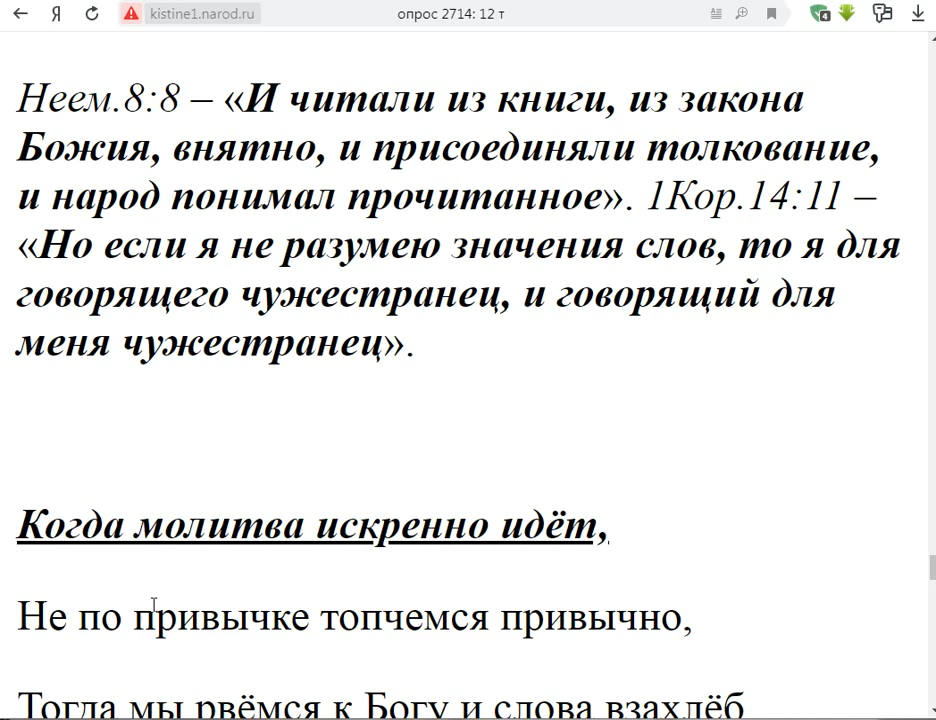 Я kistine1.narod.ru опрос 2714: 12 т 4
Неем.8:8 – «И читали из книги, из закона
Божия, внятно, и присоединяли толкование,
и народ понимал прочитанное». 1Кор.14:11 –
«Но если я не разумею значения слов, то я для
говорящего чужестранец, и говорящий для
меня чужестранец».
Когда молитва искренно идёт,
Не по привычке топчемся привычно,
Тогда мы рвёмся к Богу и слова взахлёб